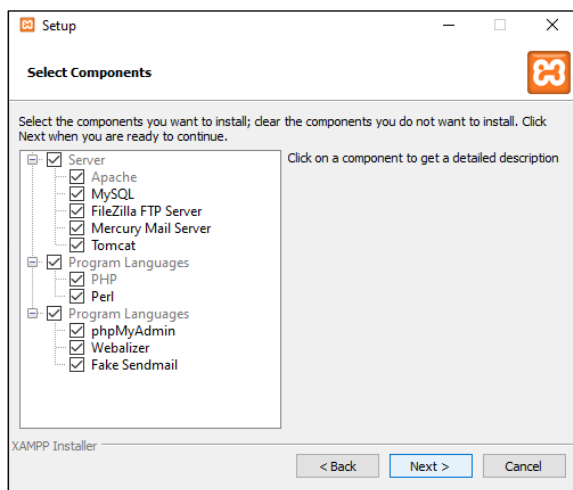 Setup
Select Components
Select the components you want to install; clear the components you do not want to install. Click
Next when you are ready to continue.
Server
Apache
MySQL
FileZilla FTP Server
Mercury Mail Server
Tomcat
Program Languages
PHP
Perl
Program Languages
phpMyAdmin
Webalizer
Fake Sendmail
Click on a component to get a detailed description
XAMPP Installer
< Back
Next >
Cancel